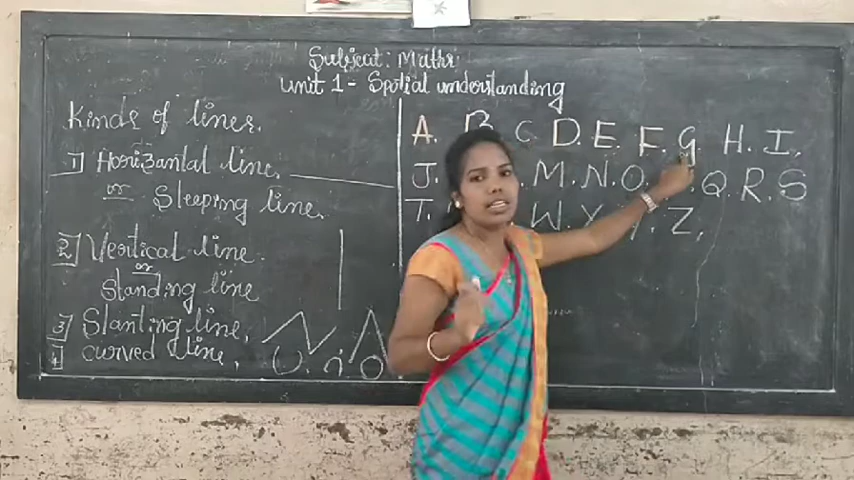 Subject: Maths
unit 1 - Spatial understanding
Kinds of lines.
1 Horizontal line.
or
Sleeping line.
2 Vertical line.
or
Standing line
3 Slanting line,
4 curved line,
A. B C D. E. F. G. H. I.
J M. N. O Q R. S
T. W. X Y. Z.